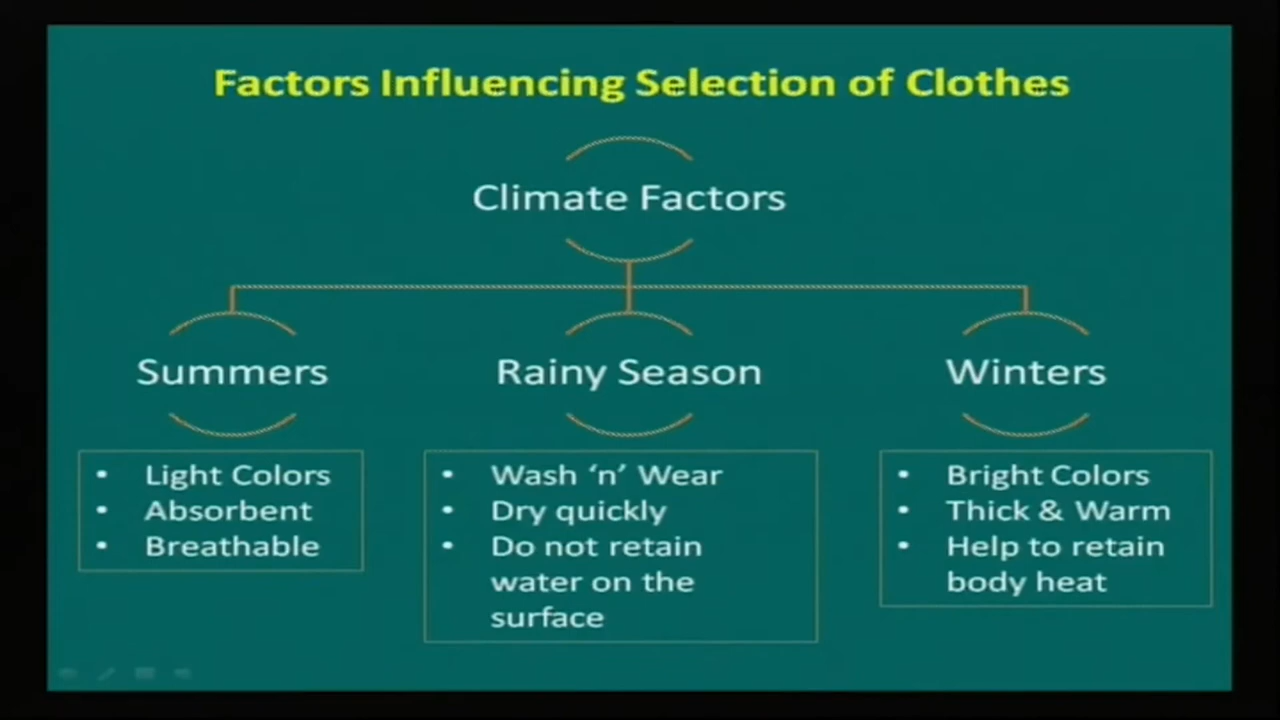 Factors Influencing Selection of Clothes
Climate Factors
Summers
Rainy Season
Winters
• Light Colors
• Absorbent
• Breathable
• Wash ‘n’ Wear
• Dry quickly
• Do not retain
water on the
surface
• Bright Colors
• Thick & Warm
• Help to retain
body heat